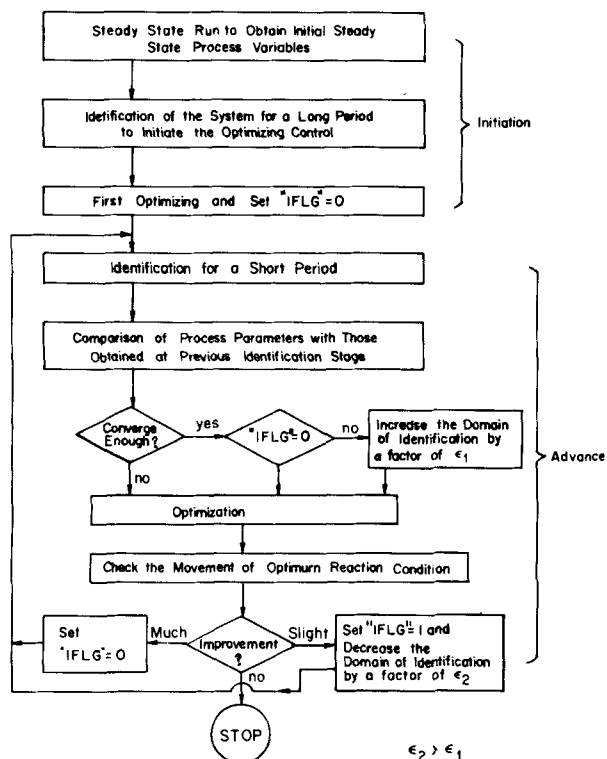 Steady State Run to Obtain Initial Steady
State Process Variables
Idetification of the System for a Long Period
to Initiate the Optimizing Control
Initiation
First Optimizing and Set "IFLG"=0
Identification for a Short Period
Comparison of Process Parameters with Those
Obtained at Previous Identification Stage
Converge
Enough?
yes
"IFLG"=0
no
Increase the Domain
of Identification by
a factor of ϵ1
Advance
no
Optimization
Check the Movement of Optimum Reaction Condition
Set
"IFLG"=0
Much
Improvement
?
Slight
Set "IFLG"=1 and
Decrease the
Domain of Identification
by a factor of ϵ2
no
STOP
ϵ2 > ϵ1